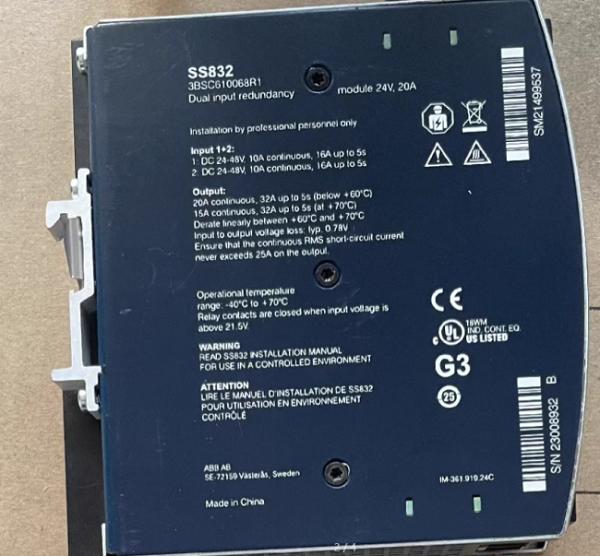 SS832
3BSC610068R1
Dual input redundancy module 24V, 20A
Installation by professional personnel only
Input 1+2:
1: DC 24-48V, 10A continuous, 16A up to 5s
2: DC 24-48V, 10A continuous, 16A up to 5s
Output:
20A continuous, 32A up to 5s (below +60°C)
15A continuous, 32A up to 5s (at +70°C)
Derate linearly between +60°C and +70°C
Input to output voltage loss: typ. 0.78V
Ensure that the continuous RMS short-circuit current
never exceeds 25A on the output.
Operational temperature
range: -40°C to +70°C
Relay contacts are closed when input voltage is
above 21.5V.
WARNING
READ SS832 INSTALLATION MANUAL
FOR USE IN A CONTROLLED ENVIRONMENT
ATTENTION
LIRE LE MANUEL D'INSTALLATION DE SS832
POUR UTILISATION EN ENVIRONNEMENT
CONTRÔLÉ
ABB AB
SE-72159 Västerås, Sweden
Made in China
SM21499537
CE
c UL
18WM
IND. CONT. EQ.
US LISTED
G3
25
IM-361.919.24C
S/N 23008932 B
2/4